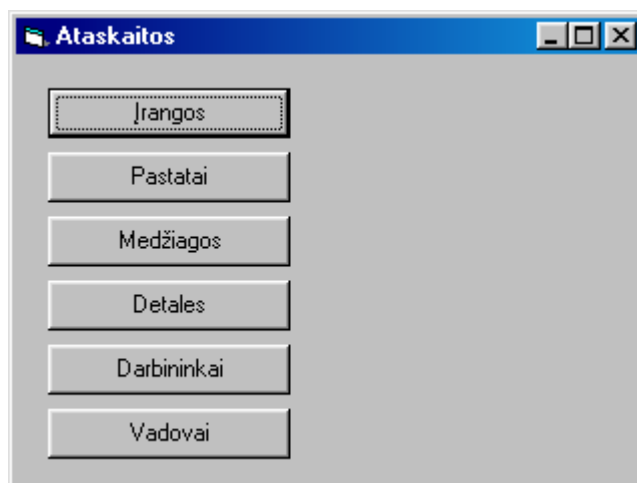 Ataskaitos
Įrangos
Pastatai
Medžiagos
Detales
Darbininkai
Vadovai